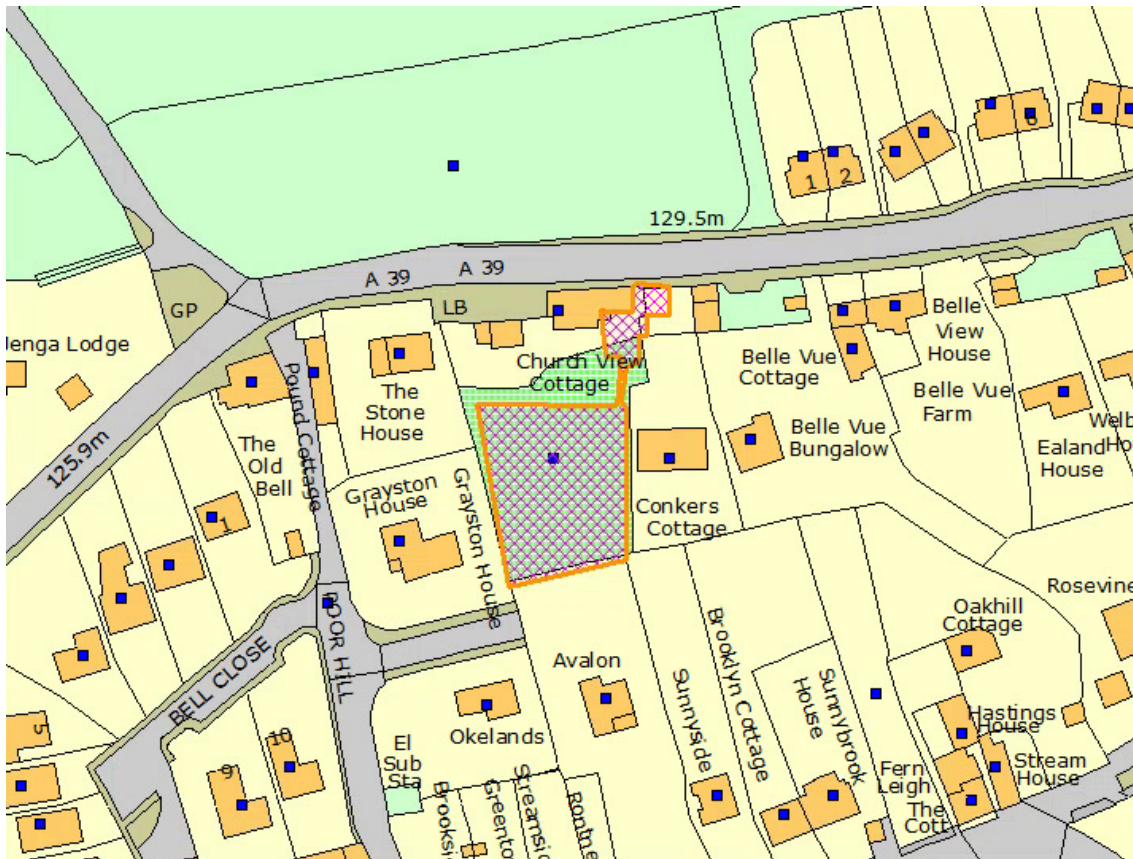 129.5m
1
2
6
A 39
A 39
GP
LB
Church View
Cottage
Belle
View
House
Belle Vue
Cottage
The
Stone
House
Pound Cottage
Belle Vue
Farm
Belle Vue
Bungalow
125.9m
The
Old
Bell
Ealand
House
Grayston
House
Grayston House
Conkers
Cottage
1
Rosevine
Oakhill
Cottage
POOR HILL
BELL CLOSE
Avalon
Sunnyside
Brooklyn Cottage
Sunnybrook
House
Okelands
Hastings
House
5
10
9
El
Sub
Sta
Fern
Leigh
Stream
House
The
Cott